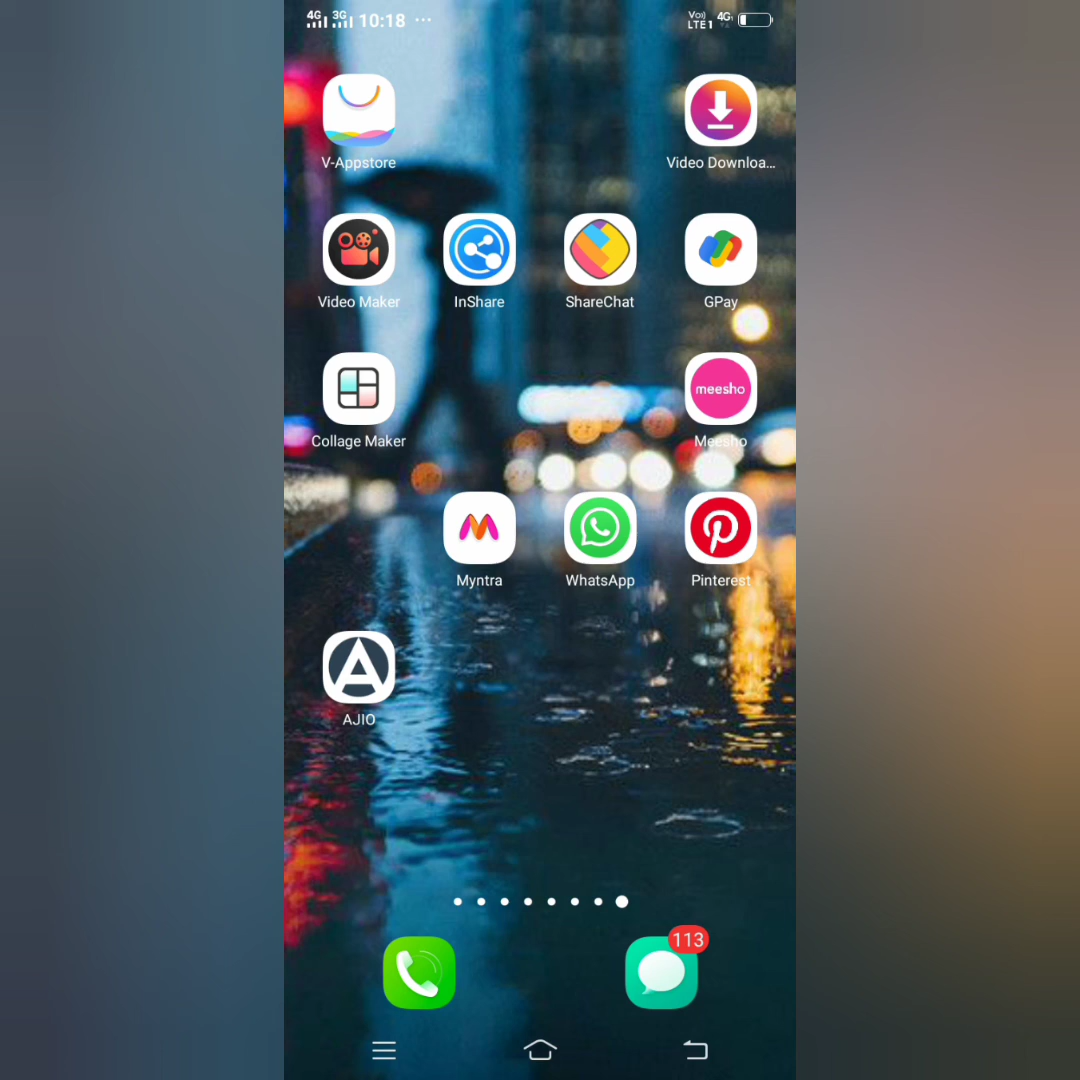 4G 3G 10:18 ...
Vo)) LTE1 4G
V-Appstore
Video Downloa...
Video Maker
InShare
ShareChat
GPay
Collage Maker
meesho
Meesho
Myntra
WhatsApp
Pinterest
AJIO
113